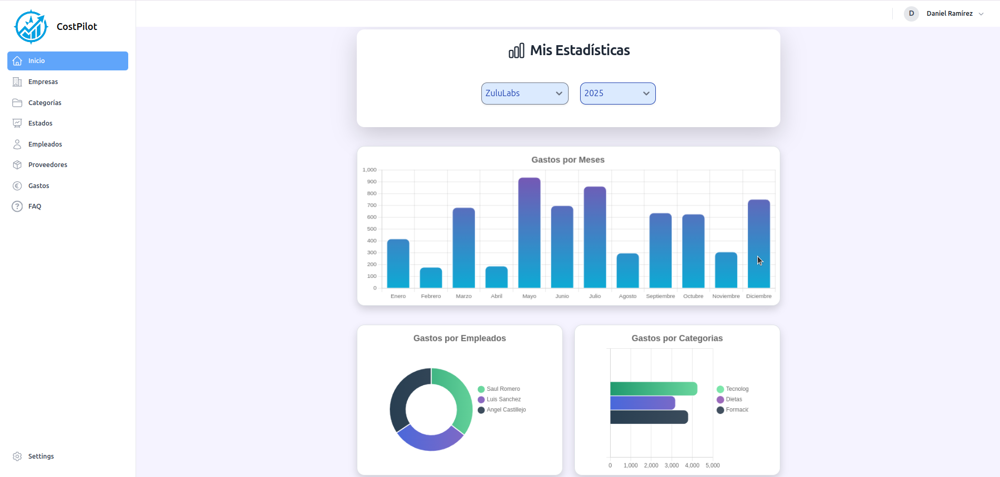 CostPilot
Inicio
Empresas
Categorías
Estados
Empleados
Proveedores
Gastos
FAQ
Settings
D Daniel Ramírez
Mis Estadísticas
ZuluLabs 2025
Gastos por Meses
1,000
900
800
700
600
500
400
300
200
100
0
Enero Febrero Marzo Abril Mayo Junio Julio Agosto Septiembre Octubre Noviembre Diciembre
Gastos por Empleados
Saul Romero
Luis Sanchez
Angel Castillejo
Gastos por Categorias
Tecnolog
Dietas
Formació
0 1,000 2,000 3,000 4,000 5,000